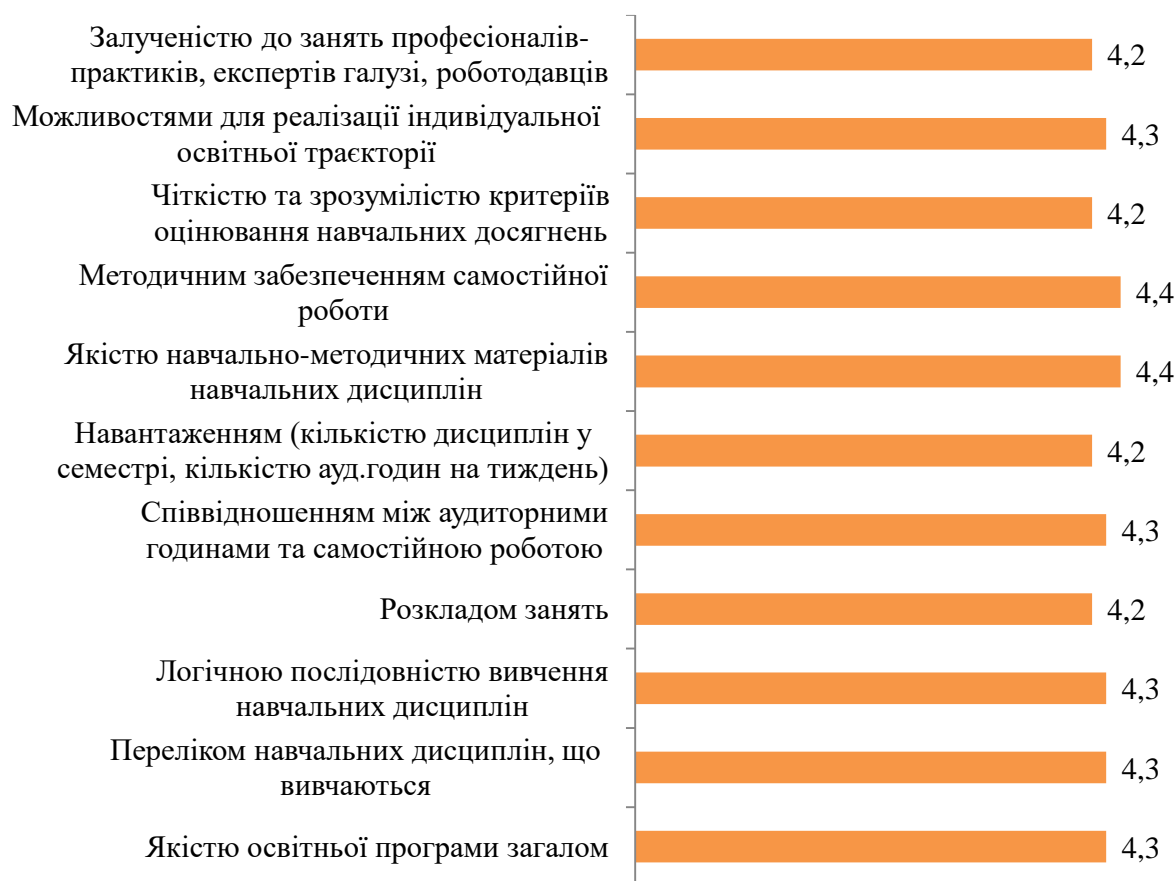 Залученістю до занять професіоналів-
практиків, експертів галузі, роботодавців
4,2
Можливостями для реалізації індивідуальної
освітньої траєкторії
4,3
Чіткістю та зрозумілістю критеріїв
оцінювання навчальних досягнень
4,2
Методичним забезпеченням самостійної
роботи
4,4
Якістю навчально-методичних матеріалів
навчальних дисциплін
4,4
Навантаженням (кількістю дисциплін у
семестрі, кількістю ауд.годин на тиждень)
4,2
Співвідношенням між аудиторними
годинами та самостійною роботою
4,3
Розкладом занять
4,2
Логічною послідовністю вивчення
навчальних дисциплін
4,3
Переліком навчальних дисциплін, що
вивчаються
4,3
Якістю освітньої програми загалом
4,3